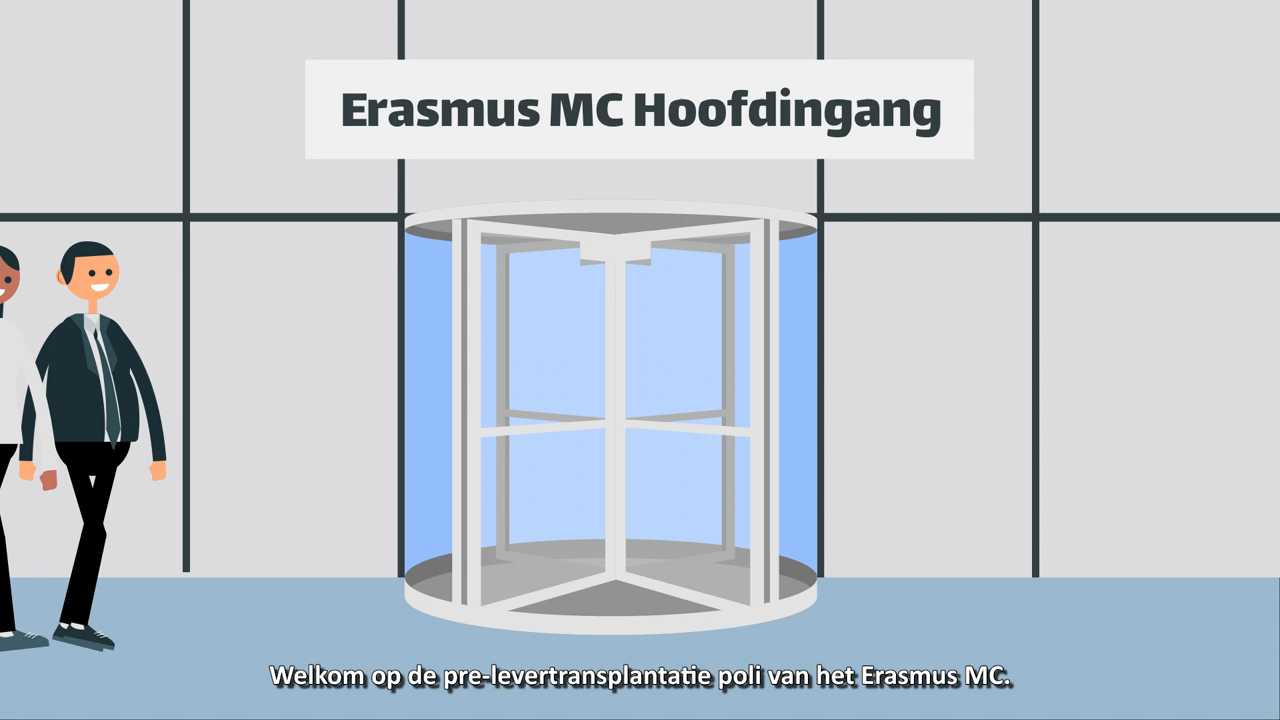 Erasmus MC Hoofdingang
Welkom op de pre-levertransplantatie poli van het Erasmus MC.